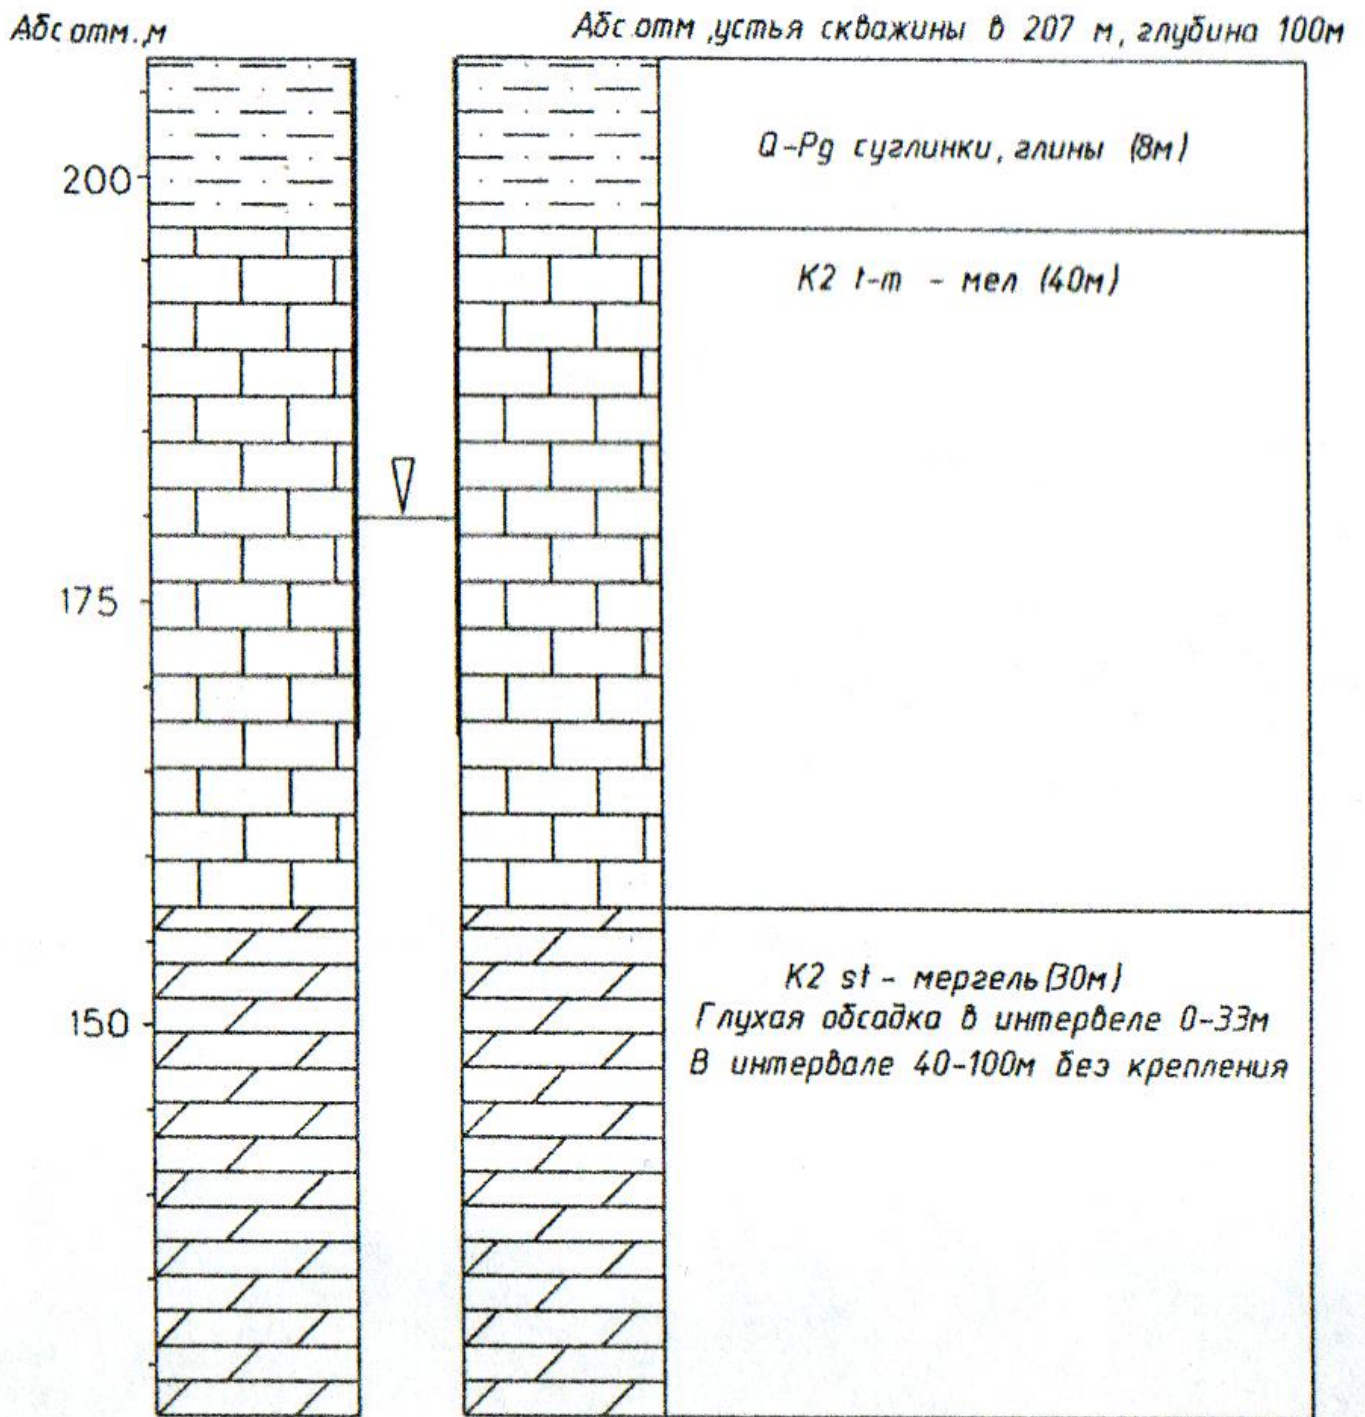 Абс отм.,м
Абс.отм ,устья скважины в 207 м, глубина 100м
Q-Pg суглинки, глины (8м)
200
K2 t-m - мел (40м)
175
K2 st - мергель(30м)
Глухая обсадка в интервеле 0-33м
150
В интервале 40-100м без крепления